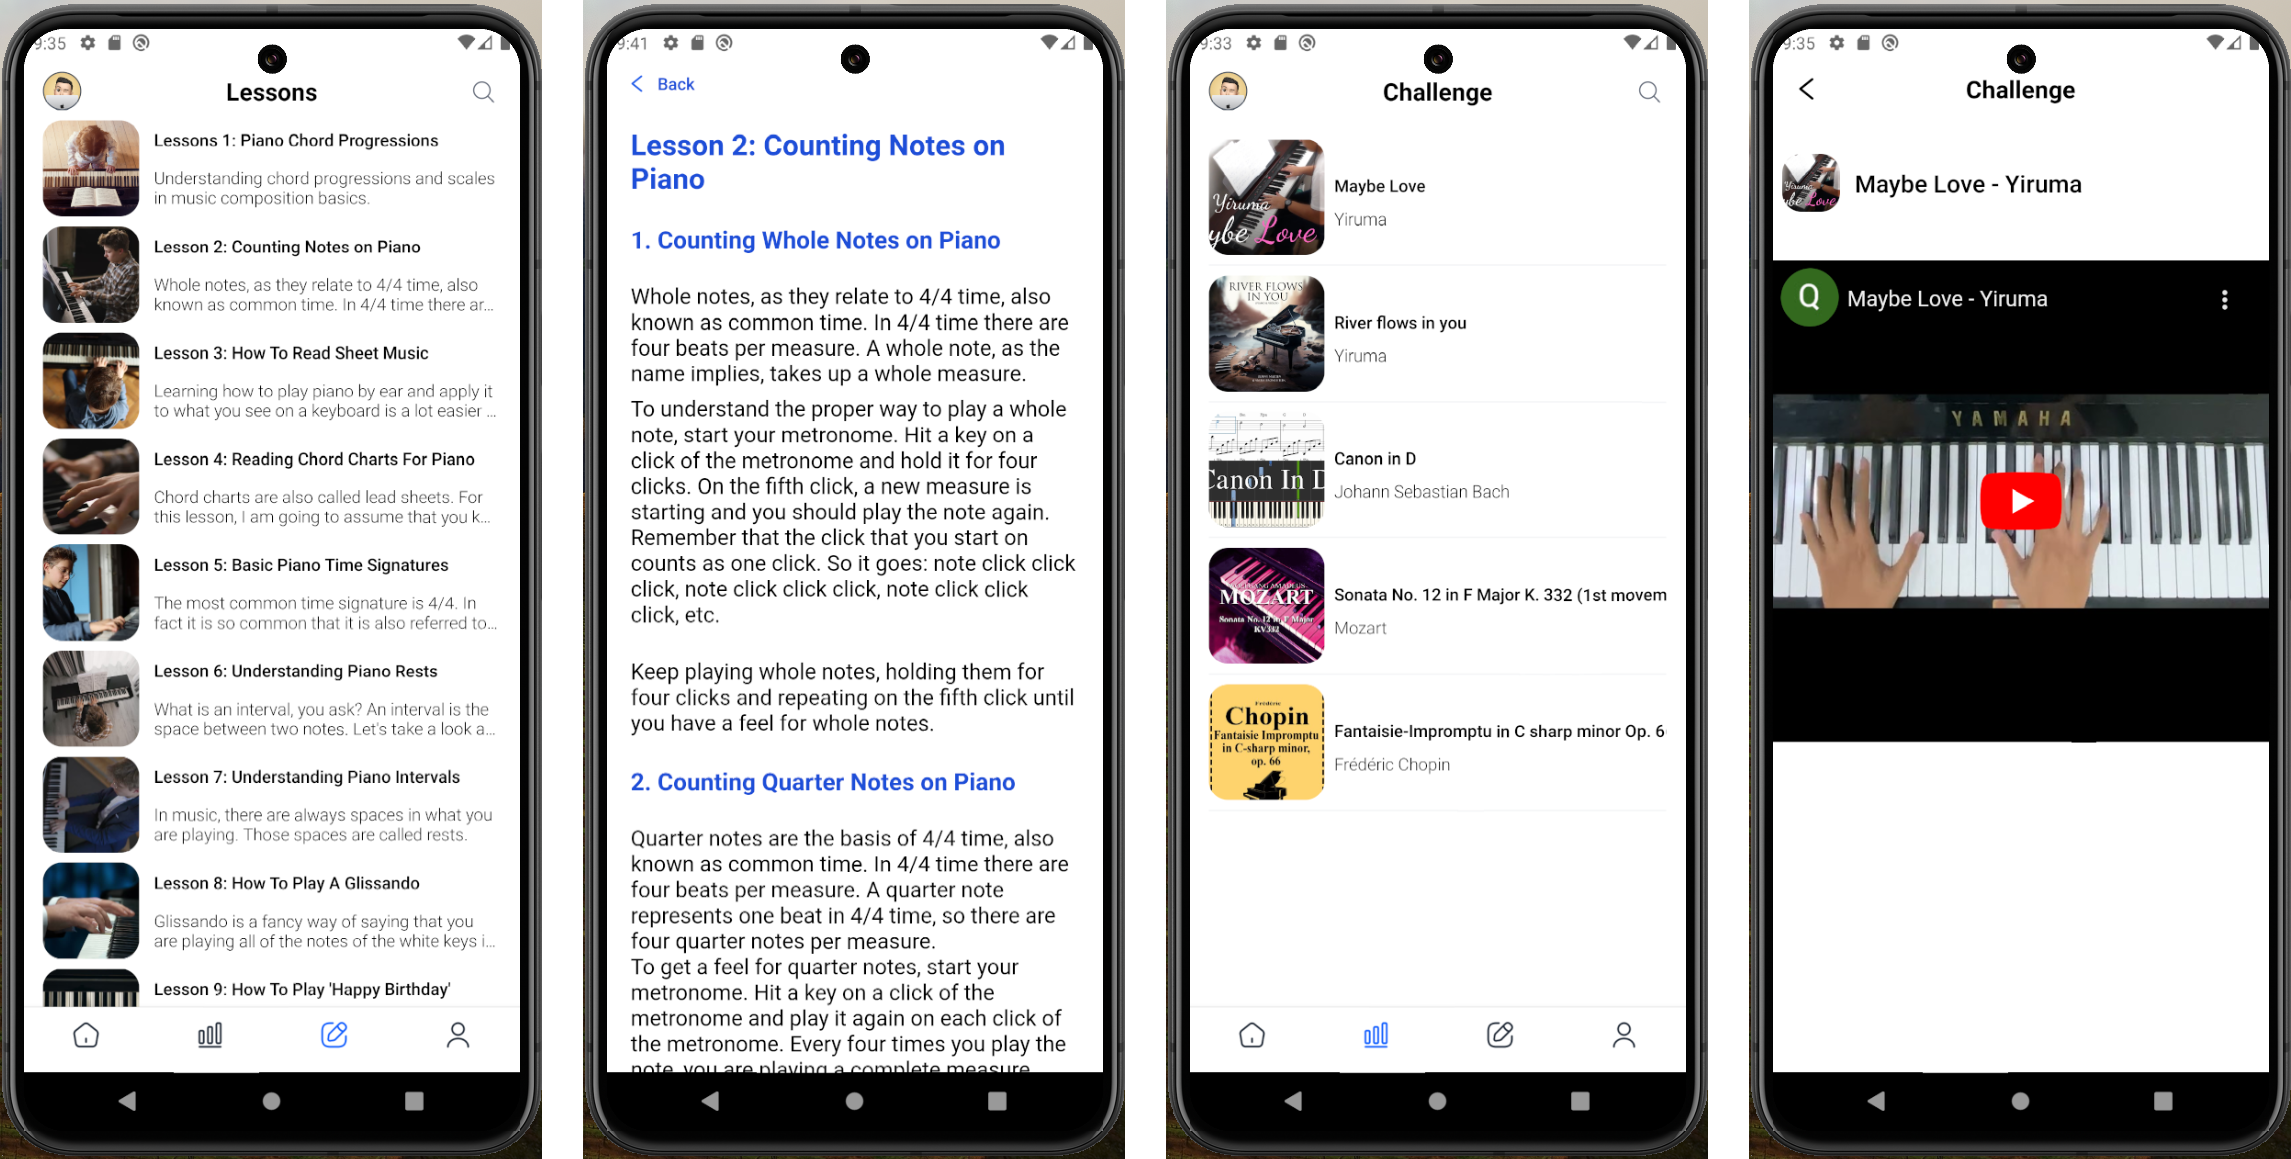 9:35
Lessons
Lessons 1: Piano Chord Progressions
Understanding chord progressions and scales
in music composition basics.
Lesson 2: Counting Notes on Piano
Whole notes, as they relate to 4/4 time, also
known as common time. In 4/4 time there ar...
Lesson 3: How To Read Sheet Music
Learning how to play piano by ear and apply it
to what you see on a keyboard is a lot easier ...
Lesson 4: Reading Chord Charts For Piano
Chord charts are also called lead sheets. For
this lesson, I am going to assume that you k...
Lesson 5: Basic Piano Time Signatures
The most common time signature is 4/4. In
fact it is so common that it is also referred to...
Lesson 6: Understanding Piano Rests
What is an interval, you ask? An interval is the
space between two notes. Let's take a look a...
Lesson 7: Understanding Piano Intervals
In music, there are always spaces in what you
are playing. Those spaces are called rests.
Lesson 8: How To Play A Glissando
Glissando is a fancy way of saying that you
are playing all of the notes of the white keys i...
Lesson 9: How To Play 'Happy Birthday'
9:41
Back
Lesson 2: Counting Notes on
Piano
1. Counting Whole Notes on Piano
Whole notes, as they relate to 4/4 time, also
known as common time. In 4/4 time there are
four beats per measure. A whole note, as the
name implies, takes up a whole measure.
To understand the proper way to play a whole
note, start your metronome. Hit a key on a
click of the metronome and hold it for four
clicks. On the fifth click, a new measure is
starting and you should play the note again.
Remember that the click that you start on
counts as one click. So it goes: note click click
click, note click click click, note click click
click, etc.
Keep playing whole notes, holding them for
four clicks and repeating on the fifth click until
you have a feel for whole notes.
2. Counting Quarter Notes on Piano
Quarter notes are the basis of 4/4 time, also
known as common time. In 4/4 time there are
four beats per measure. A quarter note
represents one beat in 4/4 time, so there are
four quarter notes per measure.
To get a feel for quarter notes, start your
metronome. Hit a key on a click of the
metronome and play it again on each click of
the metronome. Every four times you play the
note, you are playing a complete measure
9:33
Challenge
Yiruma
ybe Love
Maybe Love
Yiruma
RIVER FLOWS
IN YOU
River flows in you
Yiruma
Canon In D
Canon in D
Johann Sebastian Bach
WOLFGANG AMADEUS
MOZART
Sonata No. 12 in F Major
KV332
Sonata No. 12 in F Major K. 332 (1st movem
Mozart
Frédéric
Chopin
Fantaisie Impromptu
in C-sharp minor,
op. 66
Fantaisie-Impromptu in C sharp minor Op. 6
Frédéric Chopin
9:35
Challenge
Yiruma
ybe Love
Maybe Love - Yiruma
Q
Maybe Love - Yiruma
YAMAHA